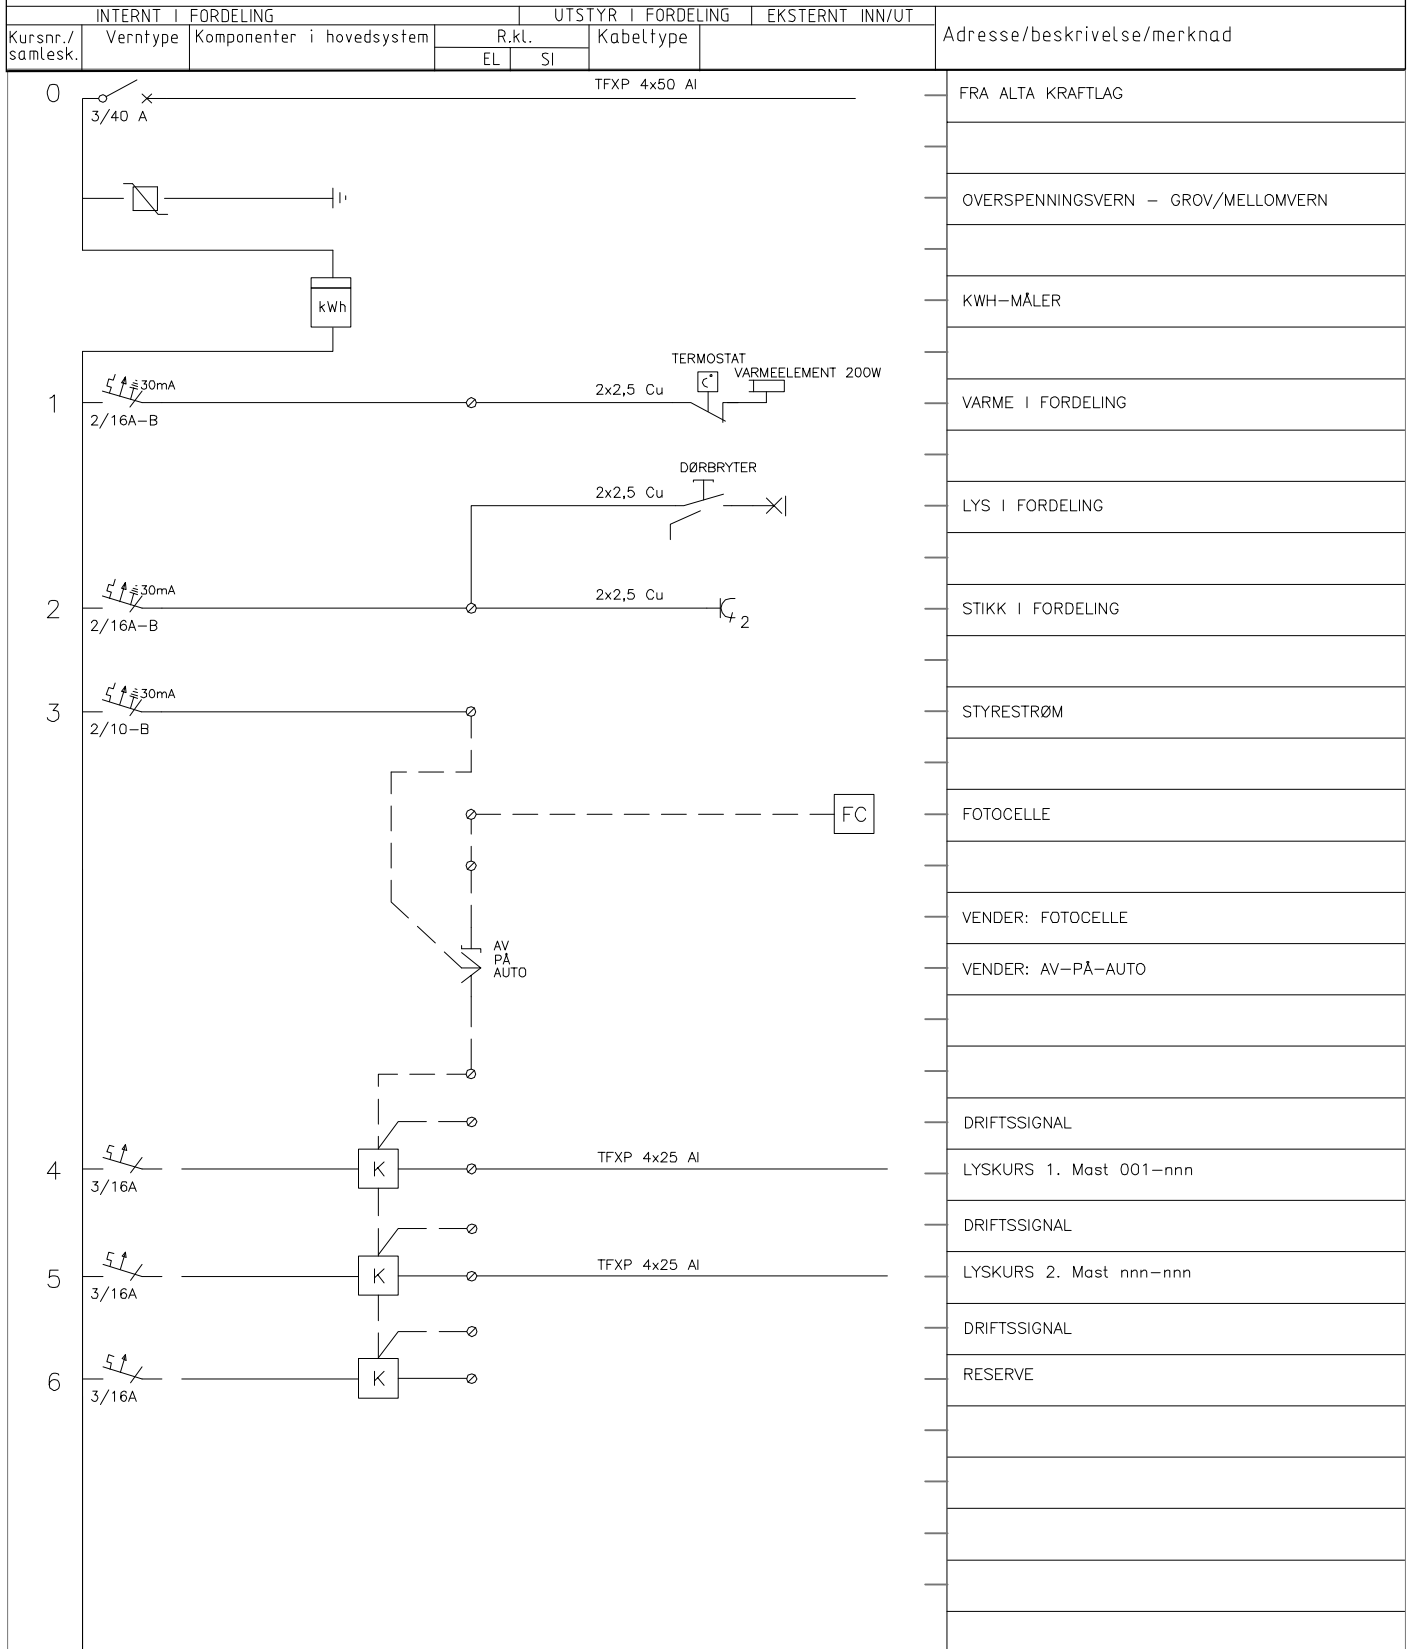 INTERNT I FORDELING UTSTYR I FORDELING EKSTERNT INN/UT
Kursnr./ samlesk. Verntype Komponenter i hovedsystem R.kl. EL SI Kabeltype Adresse/beskrivelse/merknad
0 TFXP 4x50 Al FRA ALTA KRAFTLAG
3/40 A
OVERSPENNINGSVERN – GROV/MELLOMVERN
kWh KWH–MÅLER
TERMOSTAT
VARMEELEMENT 200W
C°
30mA 2x2,5 Cu
1 VARME I FORDELING
2/16A–B
DØRBRYTER
2x2,5 Cu LYS I FORDELING
30mA 2x2,5 Cu
2 STIKK I FORDELING
2/16A–B 2
30mA
3 STYRESTRØM
2/10–B
FC FOTOCELLE
VENDER: FOTOCELLE
AV
PÅ
AUTO
VENDER: AV–PÅ–AUTO
DRIFTSSIGNAL
TFXP 4x25 Al
4 K LYSKURS 1. Mast 001–nnn
3/16A
DRIFTSSIGNAL
TFXP 4x25 Al
5 K LYSKURS 2. Mast nnn–nnn
3/16A
DRIFTSSIGNAL
6 K RESERVE
3/16A